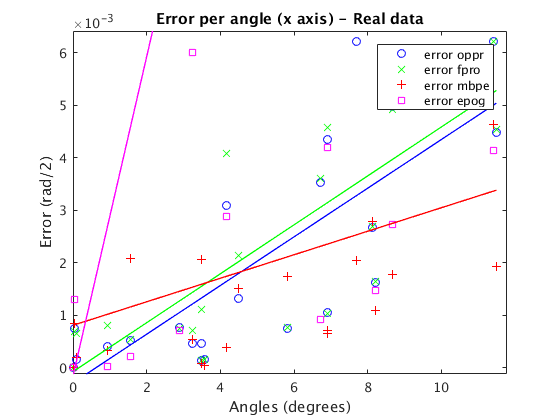 Error per angle (x axis) - Real data
×10⁻³
error oppr
error fpro
error mbpe
error epog
6
5
4
3
2
1
0
Error (rad/2)
0 2 4 6 8 10
Angles (degrees)